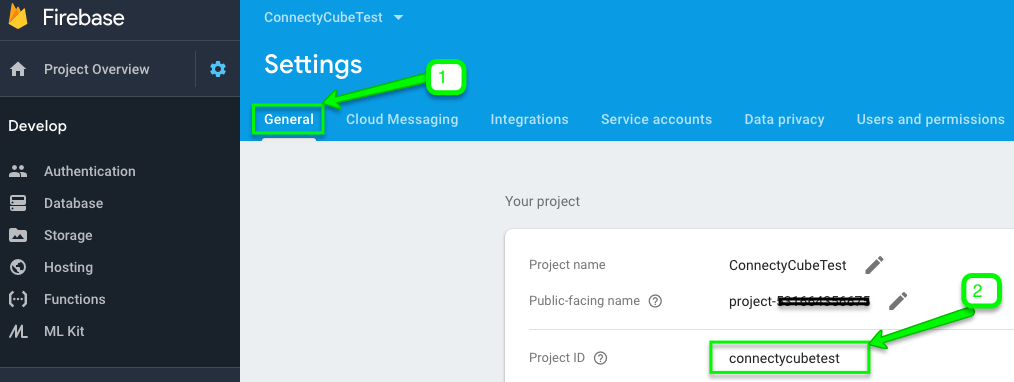 Firebase
ConnectyCubeTest
Project Overview
Settings
1
General Cloud Messaging Integrations Service accounts Data privacy Users and permissions
Develop
Authentication
Database
Storage
Hosting
Functions
ML Kit
Your project
Project name ConnectyCubeTest
Public-facing name ? project-
2
Project ID ? connectycubetest